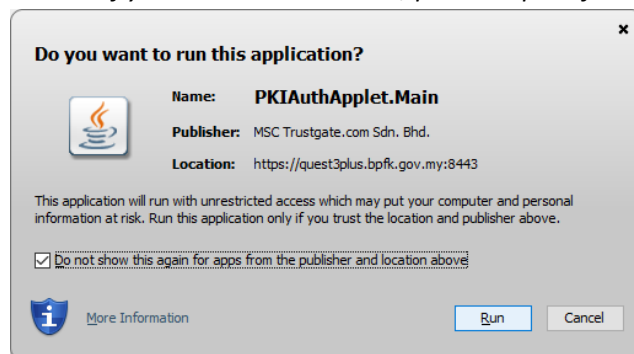 Do you want to run this application?
Name: PKIAuthApplet.Main
Publisher: MSC Trustgate.com Sdn. Bhd.
Location: https://quest3plus.bpfk.gov.my:8443
This application will run with unrestricted access which may put your computer and personal
information at risk. Run this application only if you trust the location and publisher above.
Do not show this again for apps from the publisher and location above
More Information
Run Cancel